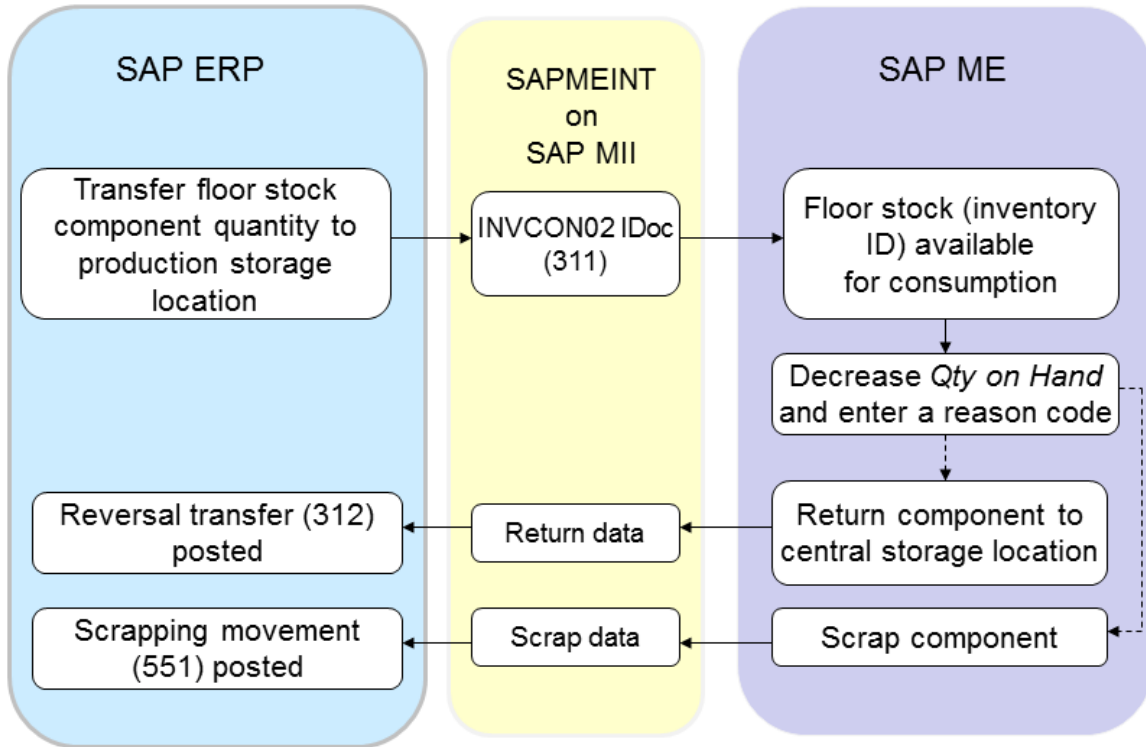 SAP ERP
SAPMEINT
on
SAP MII
SAP ME
Transfer floor stock
component quantity to
production storage
location
INVCON02 IDoc
(311)
Floor stock (inventory
ID) available
for consumption
Decrease Qty on Hand
and enter a reason code
Reversal transfer (312)
posted
Return data
Return component to
central storage location
Scrapping movement
(551) posted
Scrap data
Scrap component